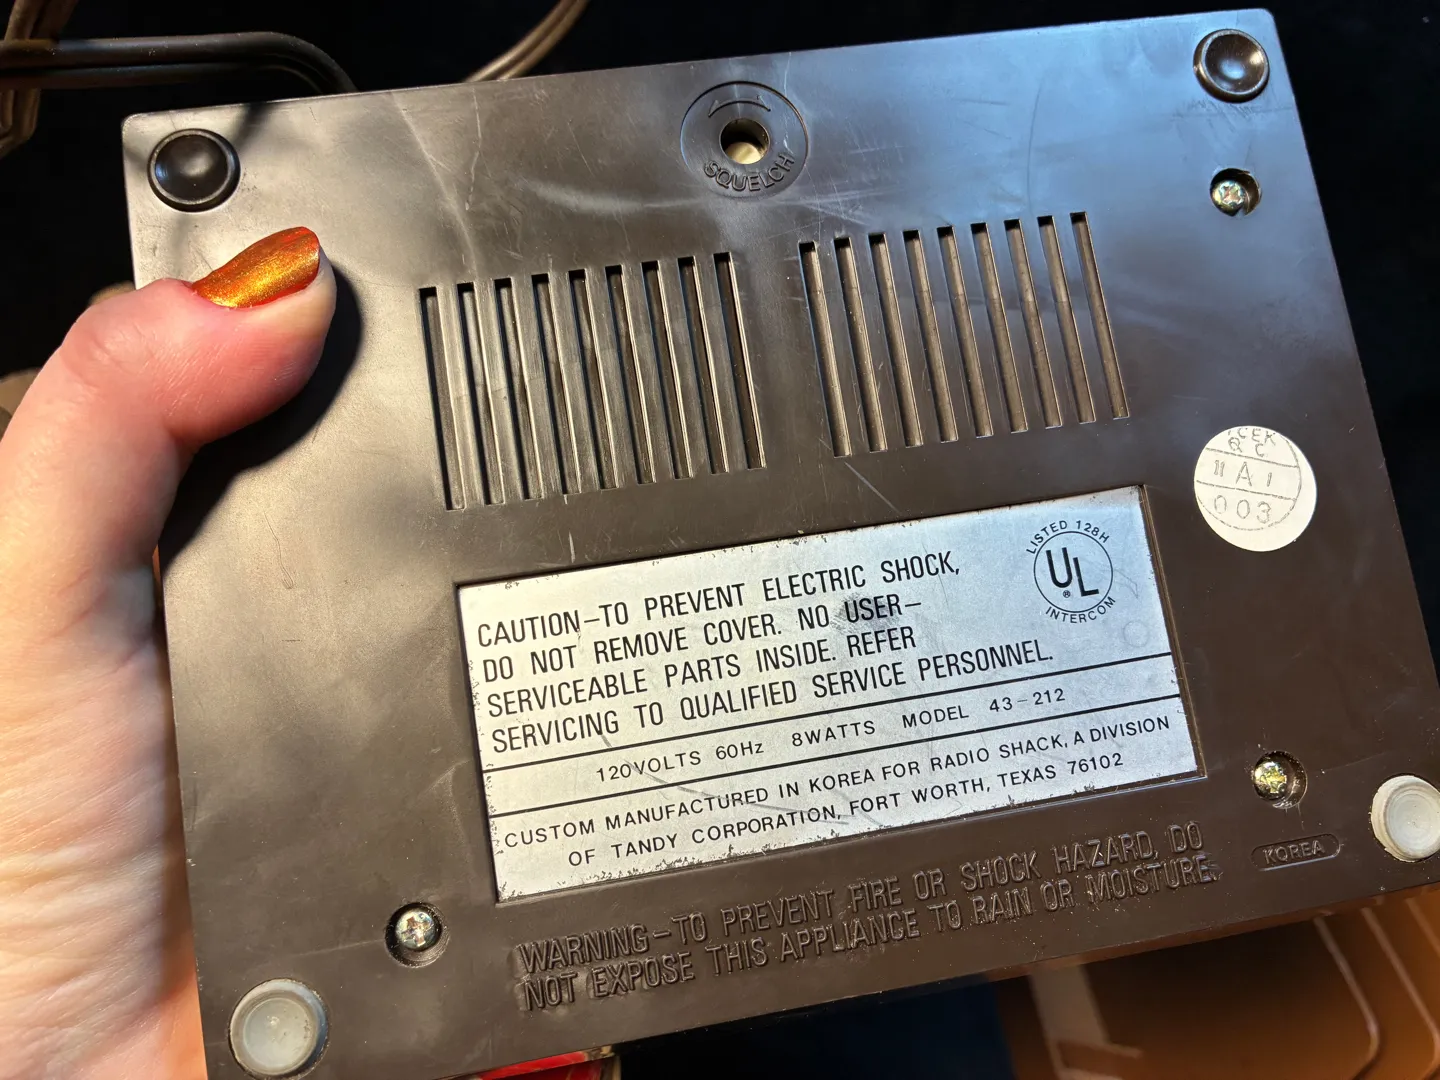 SQUELCH
CEK
QC
11 A 1
003
LISTED 128H
UL
®
INTERCOM
CAUTION-TO PREVENT ELECTRIC SHOCK,
DO NOT REMOVE COVER. NO USER-
SERVICEABLE PARTS INSIDE. REFER
SERVICING TO QUALIFIED SERVICE PERSONNEL.
120VOLTS 60Hz 8WATTS MODEL 43-212
CUSTOM MANUFACTURED IN KOREA FOR RADIO SHACK, A DIVISION
OF TANDY CORPORATION, FORT WORTH, TEXAS 76102
KOREA
WARNING-TO PREVENT FIRE OR SHOCK HAZARD, DO
NOT EXPOSE THIS APPLIANCE TO RAIN OR MOISTURE.